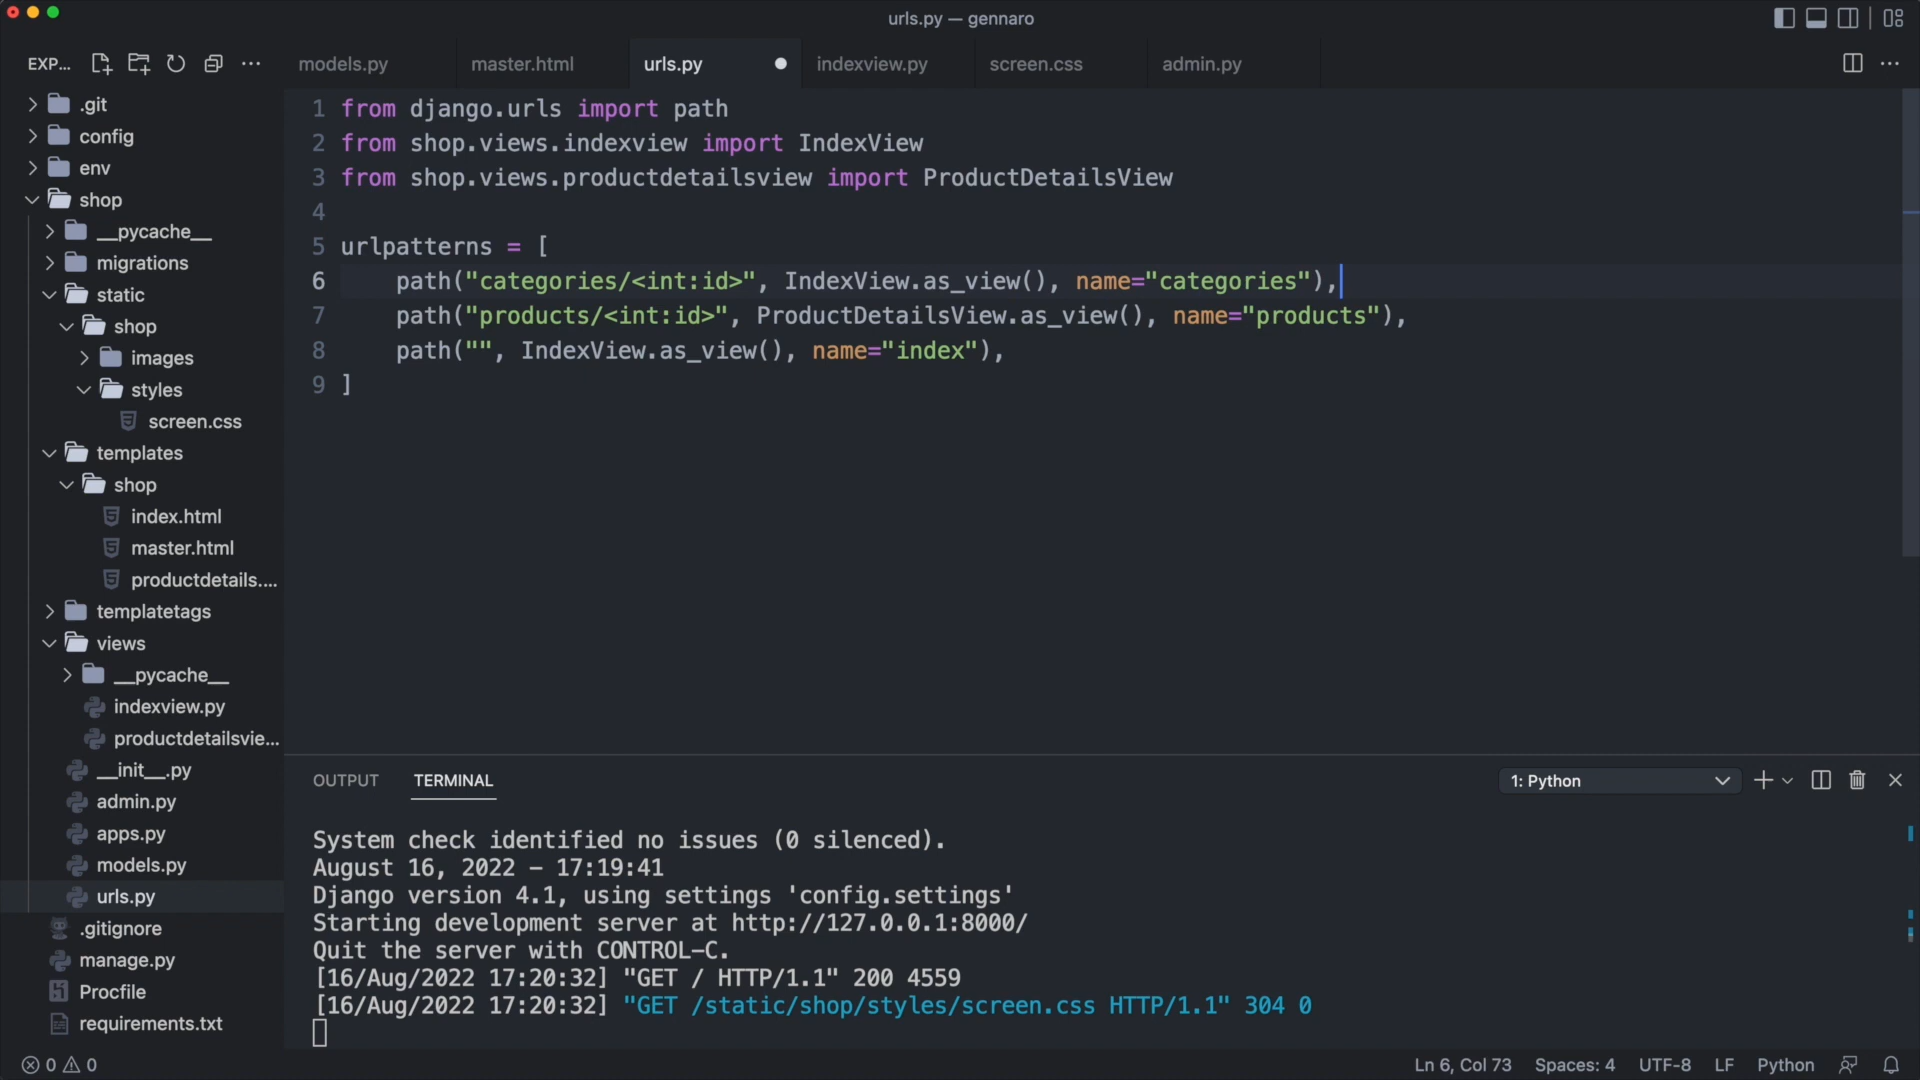 urls.py — gennaro
EXP...
models.py
master.html
urls.py
indexview.py
screen.css
admin.py
.git
config
env
shop
__pycache__
migrations
static
shop
images
styles
screen.css
templates
shop
index.html
master.html
productdetails....
templatetags
views
__pycache__
indexview.py
productdetailsvie...
__init__.py
admin.py
apps.py
models.py
urls.py
.gitignore
manage.py
Procfile
requirements.txt
1 from django.urls import path
2 from shop.views.indexview import IndexView
3 from shop.views.productdetailsview import ProductDetailsView
4
5 urlpatterns = [
6     path("categories/<int:id>", IndexView.as_view(), name="categories"),
7     path("products/<int:id>", ProductDetailsView.as_view(), name="products"),
8     path("", IndexView.as_view(), name="index"),
9 ]
OUTPUT TERMINAL
1: Python
System check identified no issues (0 silenced).
August 16, 2022 - 17:19:41
Django version 4.1, using settings 'config.settings'
Starting development server at http://127.0.0.1:8000/
Quit the server with CONTROL-C.
[16/Aug/2022 17:20:32] "GET / HTTP/1.1" 200 4559
[16/Aug/2022 17:20:32] "GET /static/shop/styles/screen.css HTTP/1.1" 304 0
0 0
Ln 6, Col 73 Spaces: 4 UTF-8 LF Python